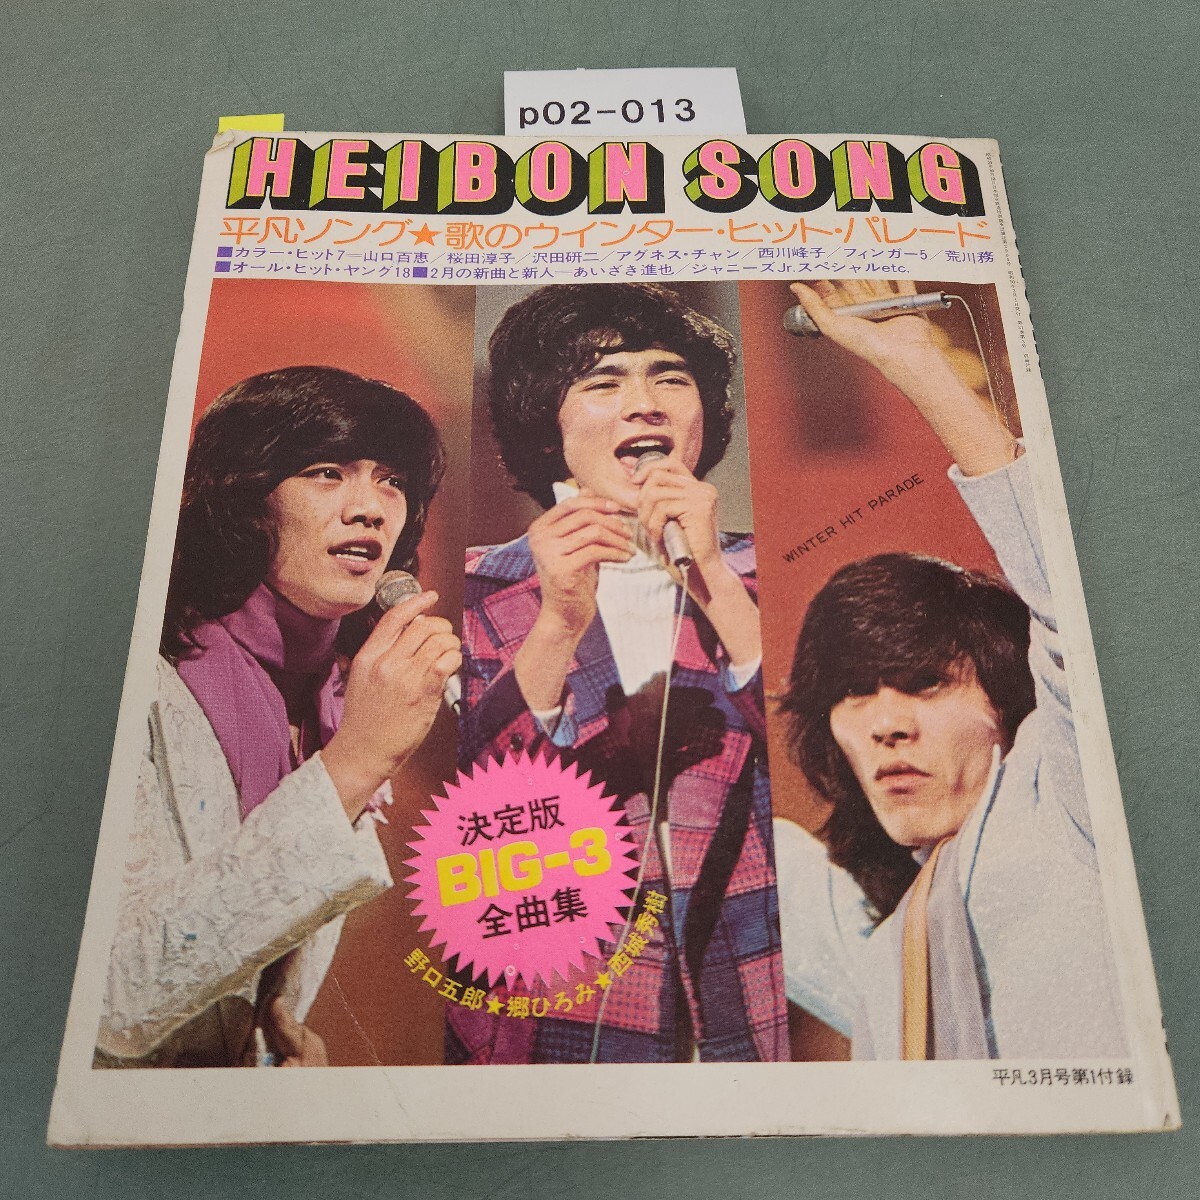 p02-013
HEIBON SONG
平凡ソング★歌のウインター・ヒット・パレード
■カラー・ヒット7―山口百恵/桜田淳子/沢田研二/アグネス・チャン/西川峰子/フィンガー5/荒川務
■オール・ヒット・ヤング18■2月の新曲と新人―あいざき進也/ジャニーズJr.スペシャルetc.
WINTER HIT PARADE
決定版
BIG-3
全曲集
野口五郎★郷ひろみ★西城秀樹
平凡3月号第1付録